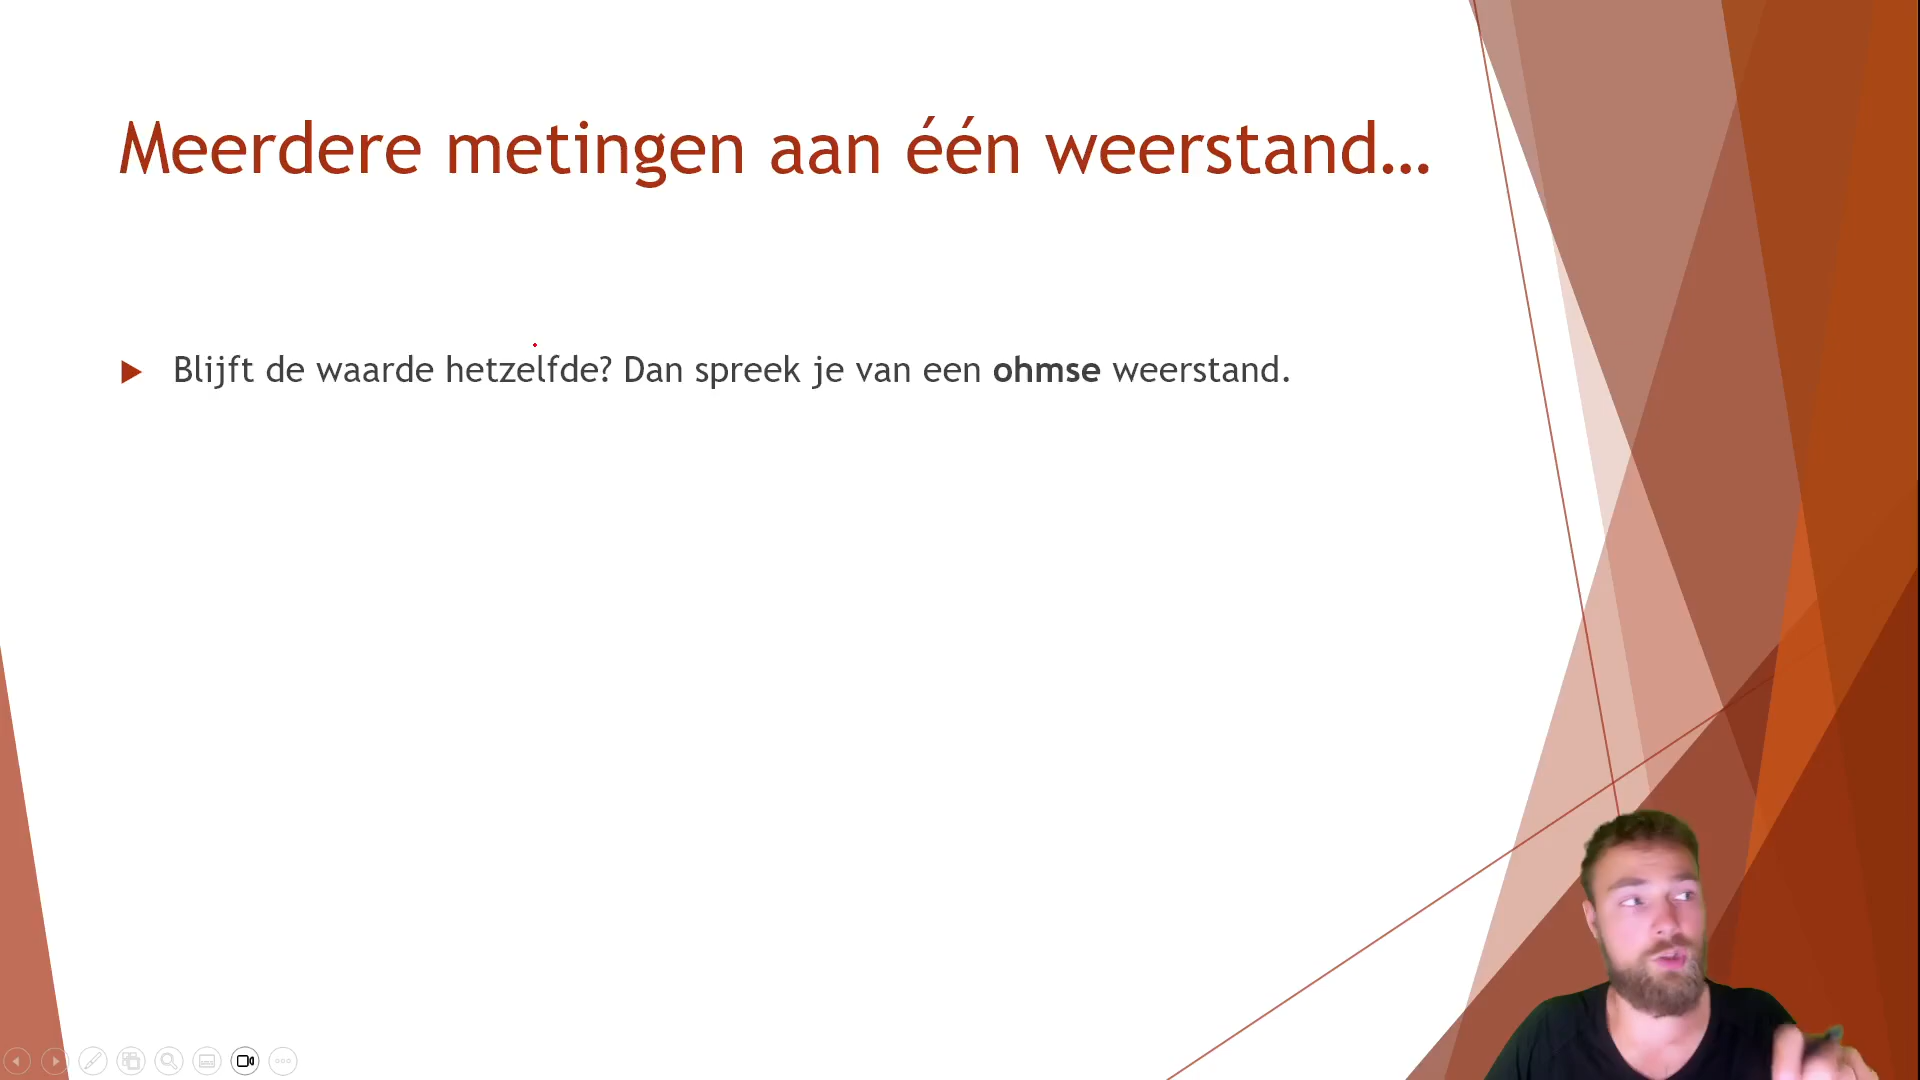 Meerdere metingen aan één weerstand…
Blijft de waarde hetzelfde? Dan spreek je van een ohmse weerstand.